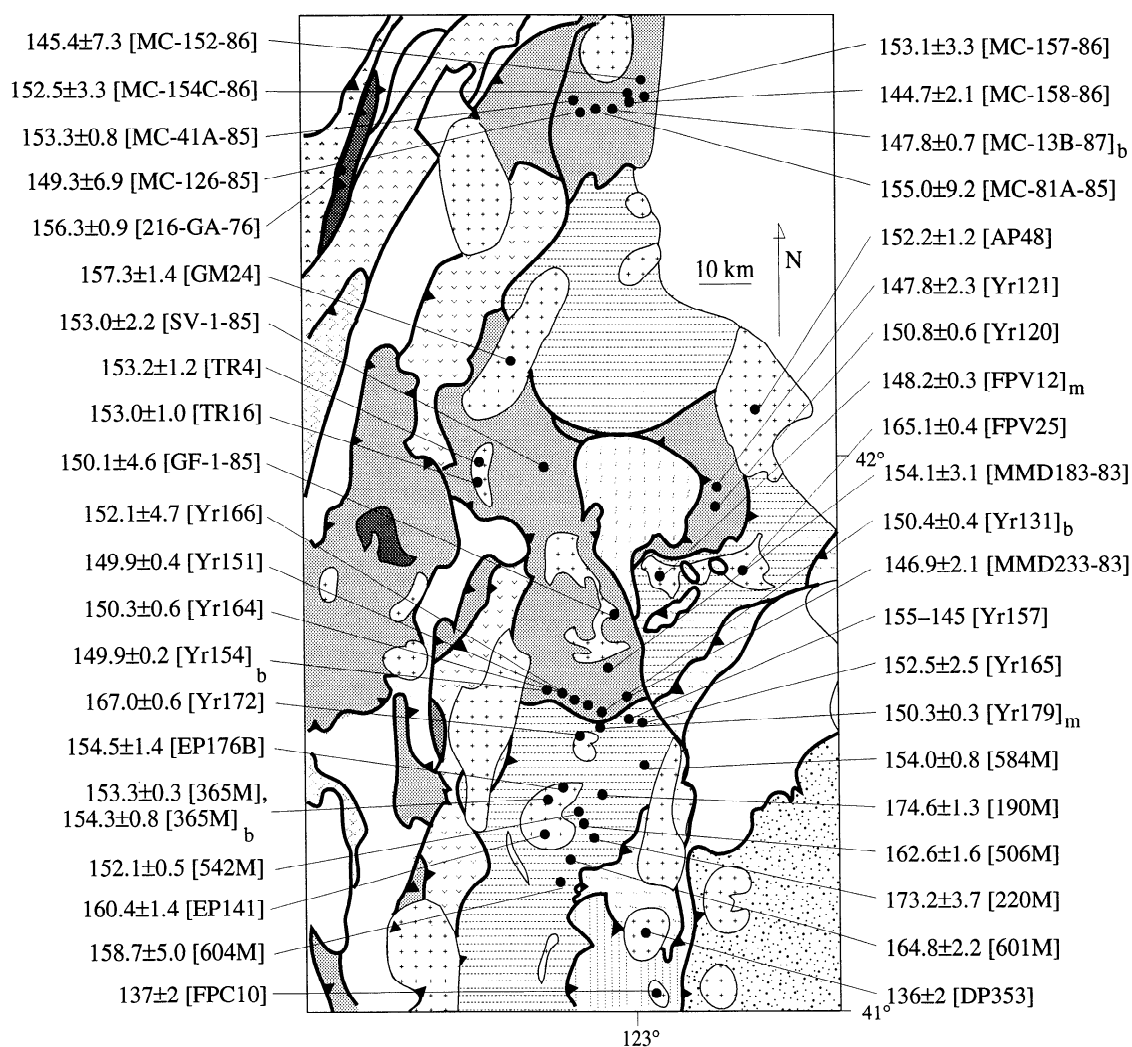 145.4±7.3 [MC-152-86]
152.5±3.3 [MC-154C-86]
153.3±0.8 [MC-41A-85]
149.3±6.9 [MC-126-85]
156.3±0.9 [216-GA-76]
157.3±1.4 [GM24]
153.0±2.2 [SV-1-85]
153.2±1.2 [TR4]
153.0±1.0 [TR16]
150.1±4.6 [GF-1-85]
152.1±4.7 [Yr166]
149.9±0.4 [Yr151]
150.3±0.6 [Yr164]
149.9±0.2 [Yr154] b
167.0±0.6 [Yr172]
154.5±1.4 [EP176B]
153.3±0.3 [365M],
154.3±0.8 [365M] b
152.1±0.5 [542M]
160.4±1.4 [EP141]
158.7±5.0 [604M]
137±2 [FPC10]
10 km
N
153.1±3.3 [MC-157-86]
144.7±2.1 [MC-158-86]
147.8±0.7 [MC-13B-87]b
155.0±9.2 [MC-81A-85]
152.2±1.2 [AP48]
147.8±2.3 [Yr121]
150.8±0.6 [Yr120]
148.2±0.3 [FPV12]m
165.1±0.4 [FPV25]
42°
154.1±3.1 [MMD183-83]
150.4±0.4 [Yr131]b
146.9±2.1 [MMD233-83]
155–145 [Yr157]
152.5±2.5 [Yr165]
150.3±0.3 [Yr179]m
154.0±0.8 [584M]
174.6±1.3 [190M]
162.6±1.6 [506M]
173.2±3.7 [220M]
164.8±2.2 [601M]
136±2 [DP353]
41°
123°